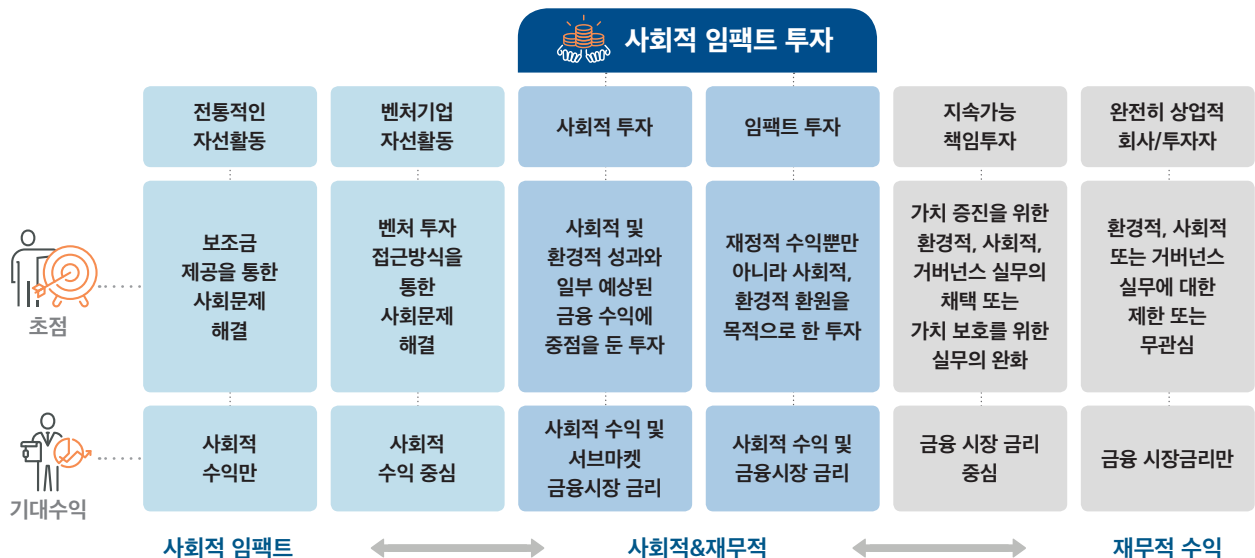 사회적 임팩트 투자
전통적인
자선활동
벤처기업
자선활동
사회적 투자
임팩트 투자
지속가능
책임투자
완전히 상업적
회사/투자자
초점
보조금
제공을 통한
사회문제
해결
벤처 투자
접근방식을
통한
사회문제
해결
사회적 및
환경적 성과와
일부 예상된
금융 수익에
중점을 둔 투자
재정적 수익뿐만
아니라 사회적,
환경적 환원을
목적으로 한 투자
가치 증진을 위한
환경적, 사회적,
거버넌스 실무의
채택 또는
가치 보호를 위한
실무의 완화
환경적, 사회적
또는 거버넌스
실무에 대한
제한 또는
무관심
기대수익
사회적
수익만
사회적
수익 중심
사회적 수익 및
서브마켓
금융시장 금리
사회적 수익 및
금융시장 금리
금융 시장 금리
중심
금융 시장금리만
사회적 임팩트
사회적&재무적
재무적 수익